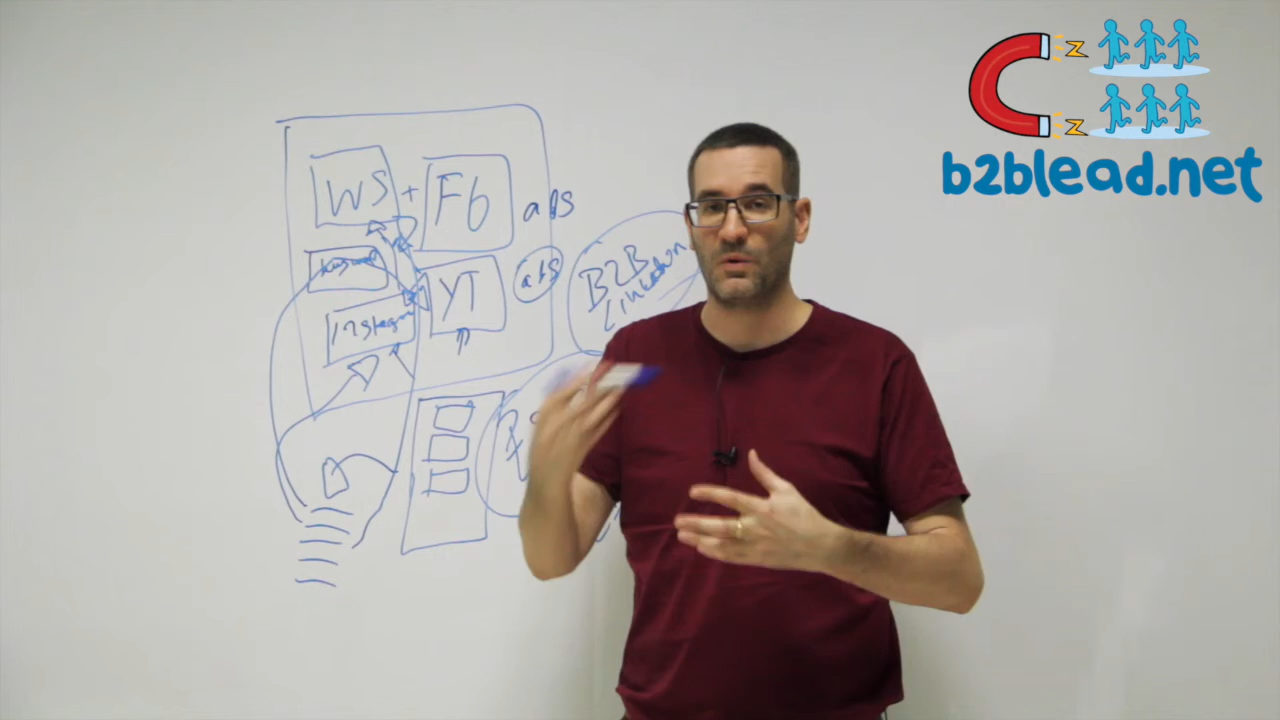 b2blead.net
WS + Fb ads
YT ads
Instagram
B2B
Linkedin